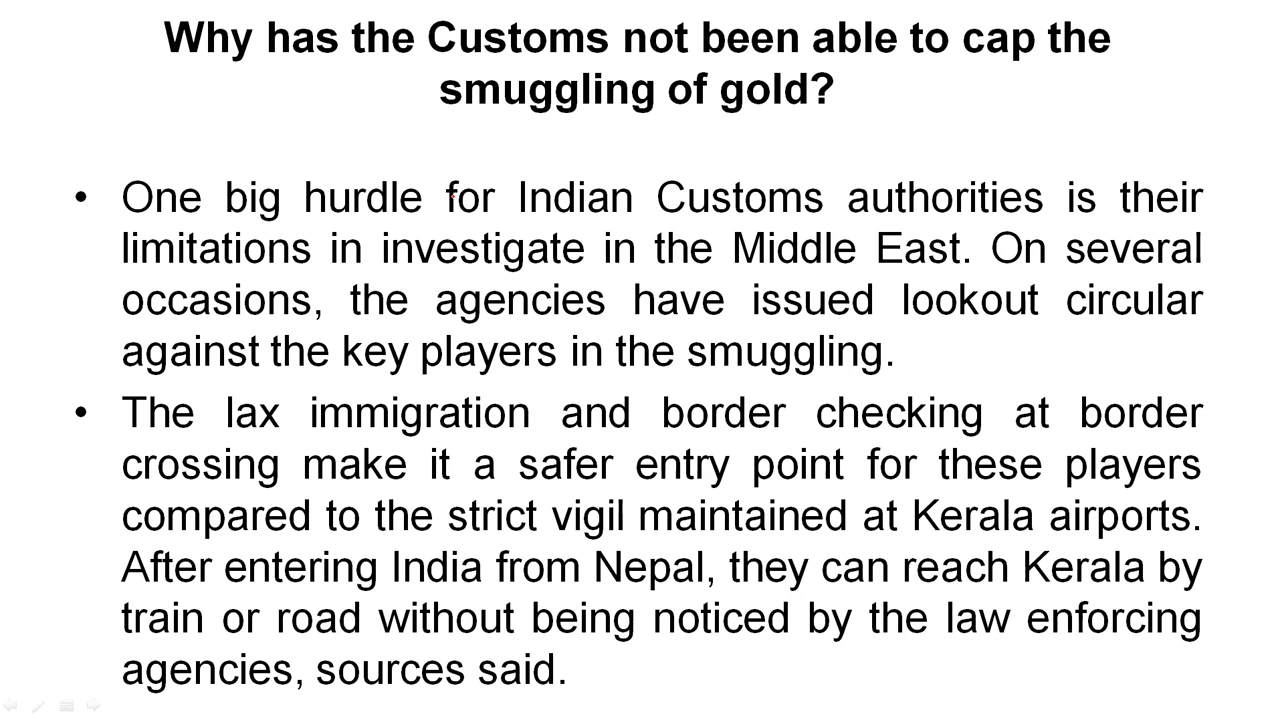 Why has the Customs not been able to cap the
smuggling of gold?
• One big hurdle for Indian Customs authorities is their
limitations in investigate in the Middle East. On several
occasions, the agencies have issued lookout circular
against the key players in the smuggling.
• The lax immigration and border checking at border
crossing make it a safer entry point for these players
compared to the strict vigil maintained at Kerala airports.
After entering India from Nepal, they can reach Kerala by
train or road without being noticed by the law enforcing
agencies, sources said.